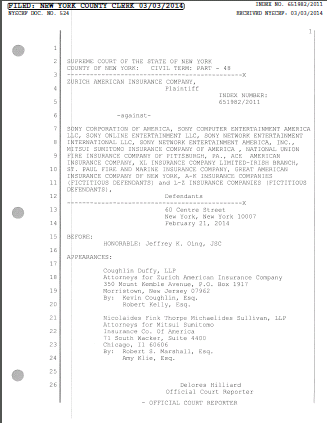 FILED: NEW YORK COUNTY CLERK 03/03/2014
INDEX NO. 651982/2011
NYSCEF DOC. NO. 526
RECEIVED NYSCEF: 03/03/2014
1
1
2 SUPREME COURT OF THE STATE OF NEW YORK
COUNTY OF NEW YORK: CIVIL TERM: PART - 48
3 ----------------------------------------X
ZURICH AMERICAN INSURANCE COMPANY,
4 Plaintiff
INDEX NUMBER:
5 651982/2011
6 -against-
7 SONY CORPORATION OF AMERICA, SONY COMPUTER ENTERTAINMENT AMERICA
LLC, SONY ONLINE ENTERTAINMENT LLC, SONY NETWORK ENTERTAINMENT
8 INTERNATIONAL LLC, SONY NETWORK ENTERTAINMENT AMERICA, INC.,
MITSUI SUMITOMO INSURANCE COMPANY OF AMERICA, NATIONAL UNION
9 FIRE INSURANCE COMPANY OF PITTSBURGH, PA., ACE AMERICAN
INSURANCE COMPANY, XL INSURANCE COMPANY LIMITED-IRISH BRANCH,
10 ST. PAUL FIRE AND MARINE INSURANCE COMPANY, GREAT AMERICAN
INSURANCE COMPANY OF NEW YORK, A-K INSURANCE COMPANIES
11 (FICTITIOUS DEFENDANTS) and 1-Z INSURANCE COMPANIES (FICTITIOUS
DEFENDANTS),
12 Defendants
----------------------------------------X
13 60 Centre Street
New York, New York 10007
14 February 21, 2014
15 BEFORE:
16 HONORABLE: Jeffrey K. Oing, JSC
17 APPEARANCES:
18 Coughlin Duffy, LLP
Attorneys for Zurich American Insurance Company
19 350 Mount Kemble Avenue, P.O. Box 1917
Morristown, New Jersey 07962
20 By: Kevin Coughlin, Esq.
Robert Kelly, Esq.
21
Nicolaides Fink Thorpe Michaelides Sullivan, LLP
22 Attorneys for Mitsui Sumitomo
Insurance Co. Of America
23 71 South Wacker, Suite 4400
Chicago, Il 60606
24 By: Robert S. Marshall, Esq.
Amy Klie, Esq.
25
26 Delores Hilliard
Official Court Reporter
- OFFICIAL COURT REPORTER